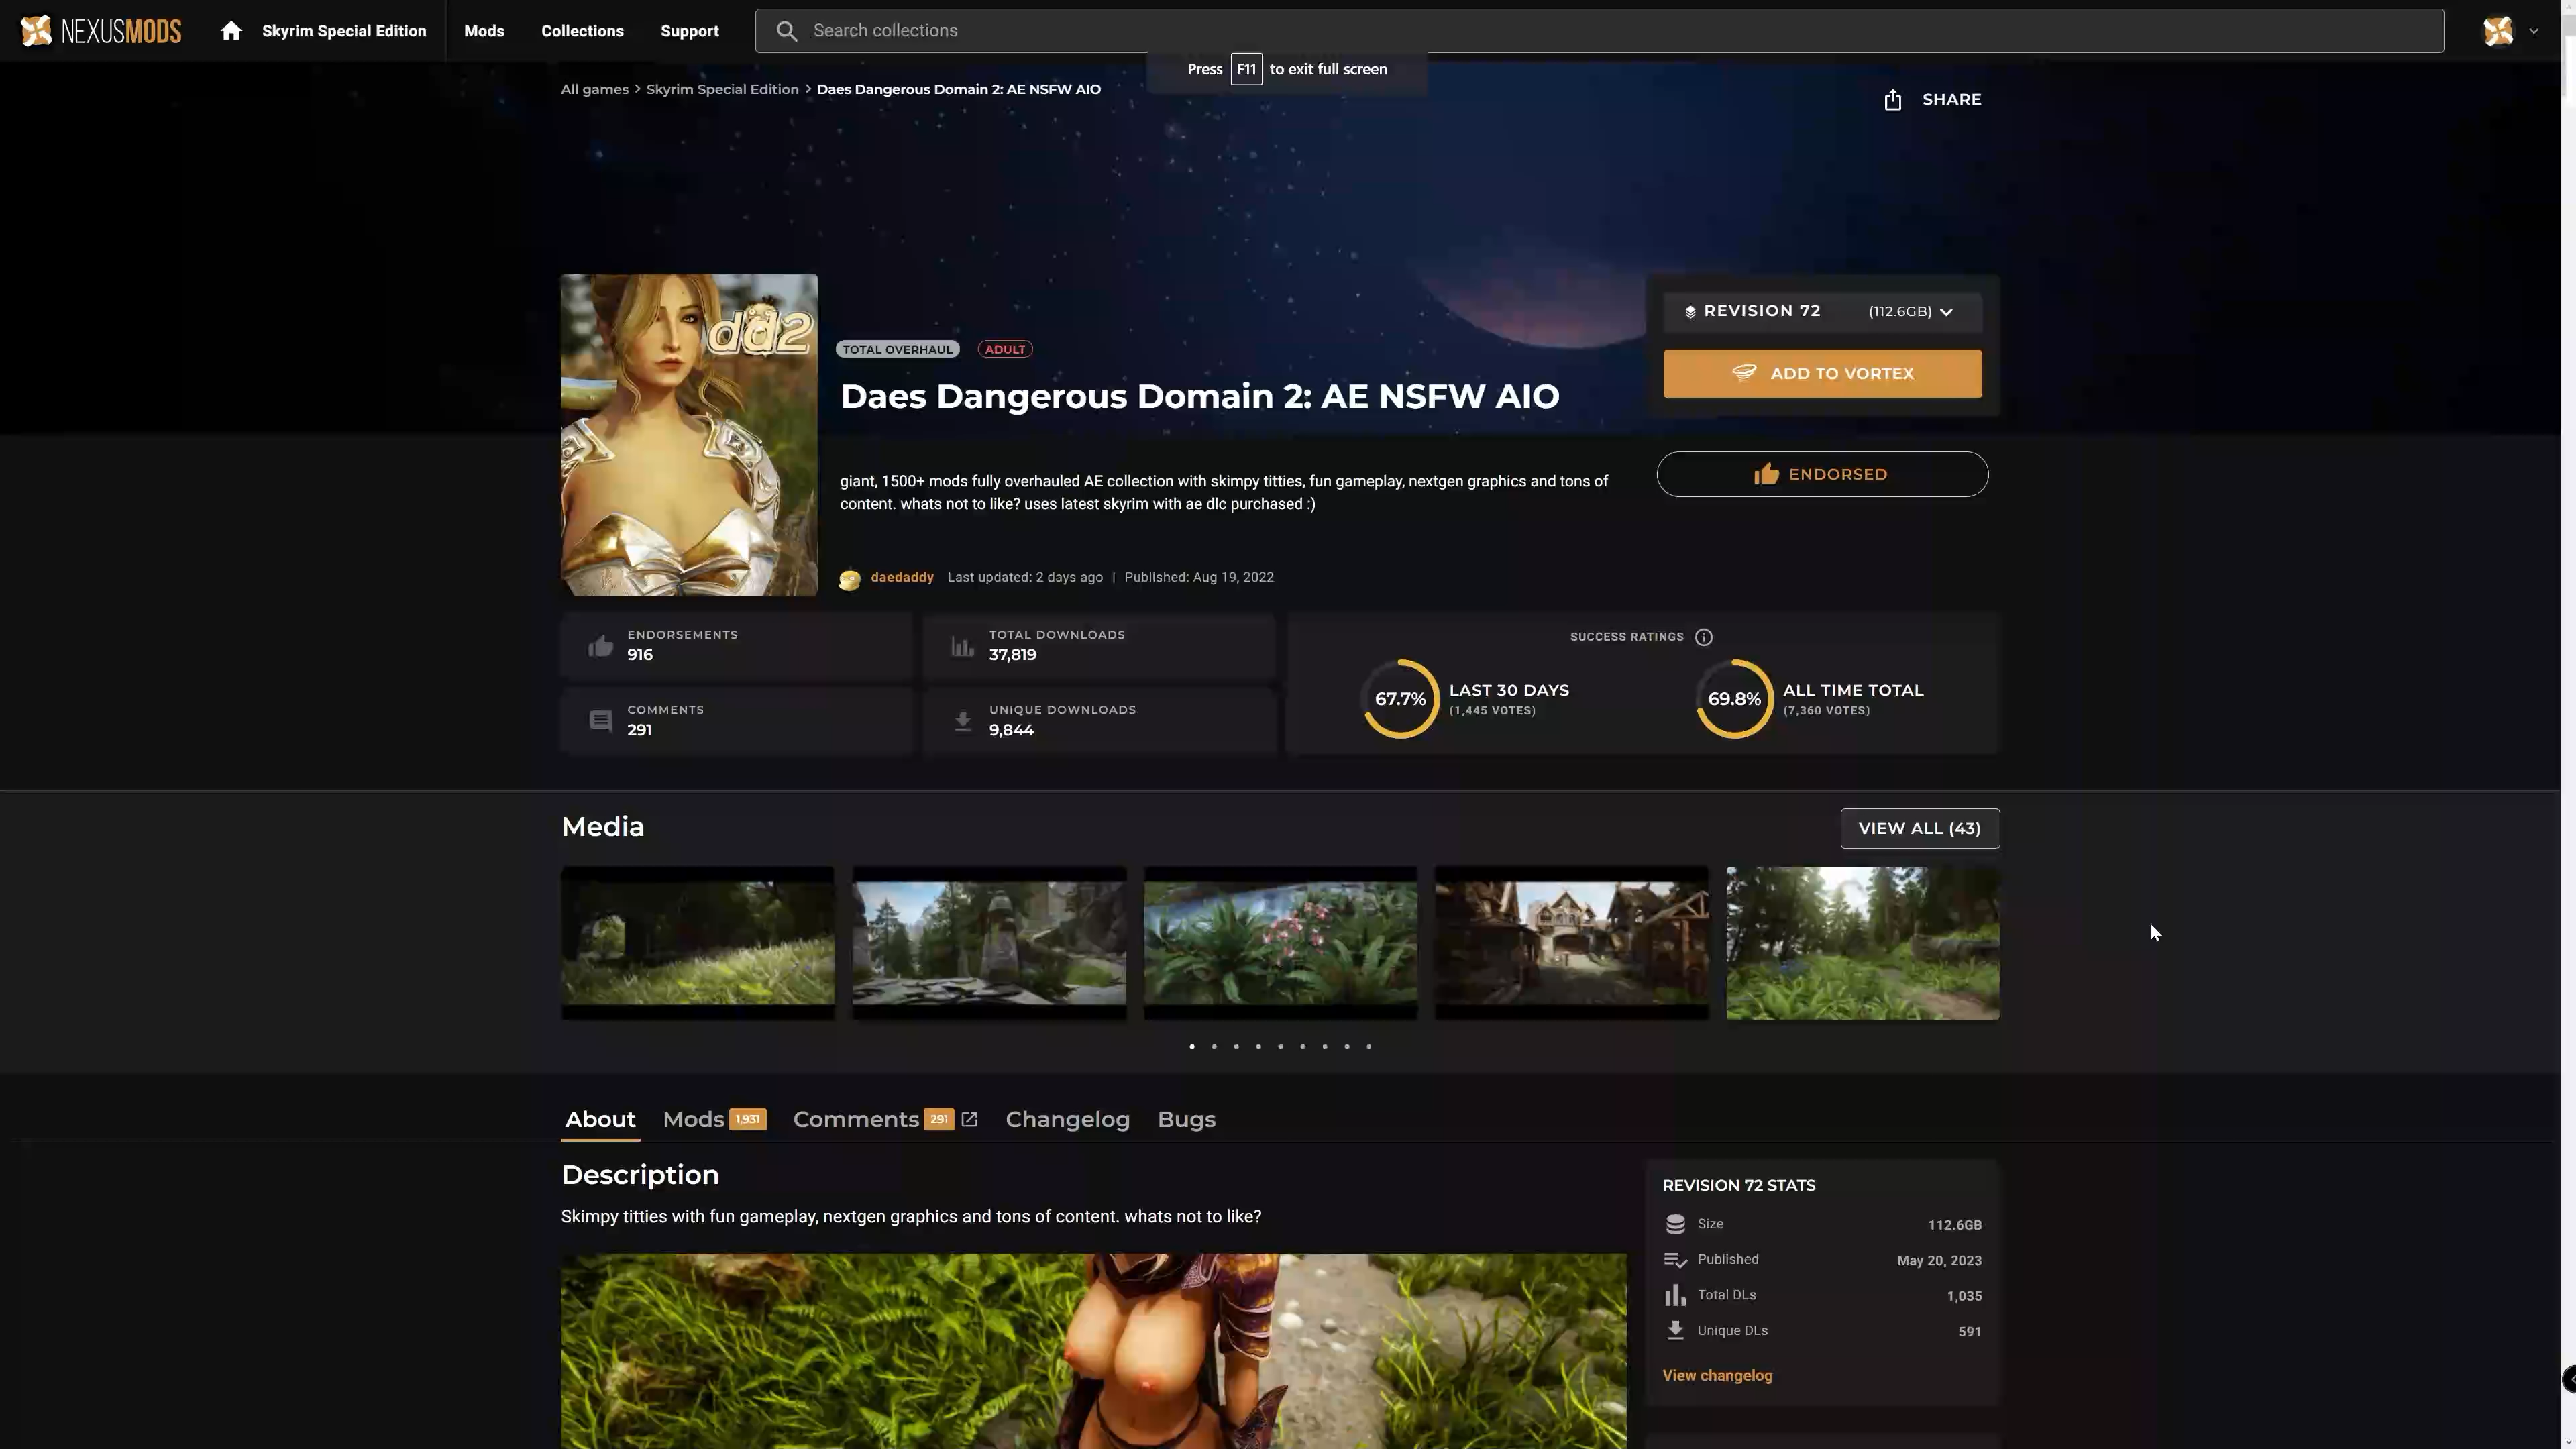 NEXUSMODS
Skyrim Special Edition
Mods
Collections
Support
Search collections
Press F11 to exit full screen
All games > Skyrim Special Edition > Daes Dangerous Domain 2: AE NSFW AIO
SHARE
dd2
REVISION 72 (112.6GB)
TOTAL OVERHAUL
ADULT
ADD TO VORTEX
Daes Dangerous Domain 2: AE NSFW AIO
giant, 1500+ mods fully overhauled AE collection with skimpy titties, fun gameplay, nextgen graphics and tons of
content. whats not to like? uses latest skyrim with ae dlc purchased :)
ENDORSED
daedaddy Last updated: 2 days ago | Published: Aug 19, 2022
ENDORSEMENTS
916
TOTAL DOWNLOADS
37,819
COMMENTS
291
UNIQUE DOWNLOADS
9,844
SUCCESS RATINGS
67.7%
LAST 30 DAYS
(1,445 VOTES)
69.8%
ALL TIME TOTAL
(7,360 VOTES)
Media
VIEW ALL (43)
About
Mods 1,931
Comments 291
Changelog
Bugs
Description
Skimpy titties with fun gameplay, nextgen graphics and tons of content. whats not to like?
REVISION 72 STATS
Size 112.6GB
Published May 20, 2023
Total DLs 1,035
Unique DLs 591
View changelog